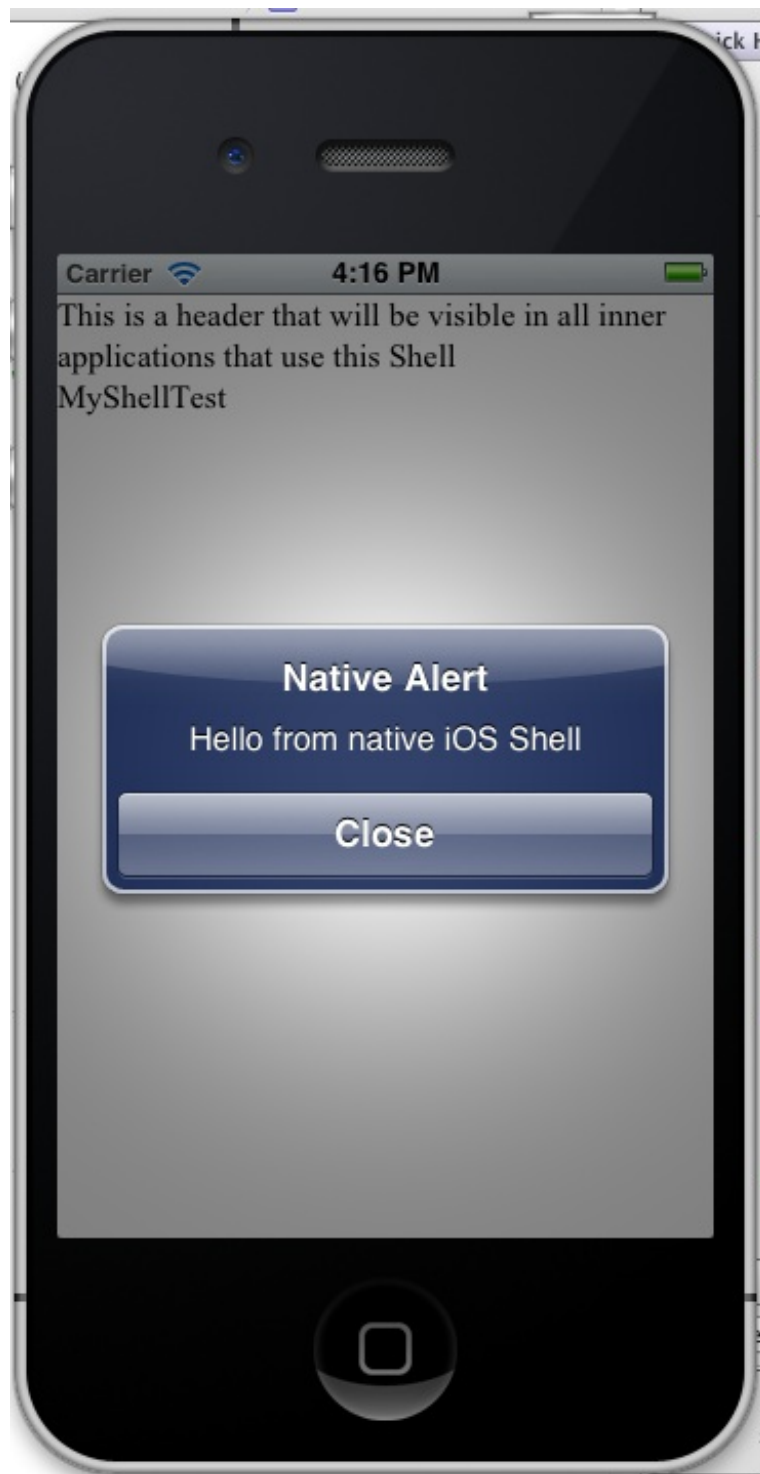 ick
Carrier 4:16 PM
This is a header that will be visible in all inner
applications that use this Shell
MyShellTest
Native Alert
Hello from native iOS Shell
Close